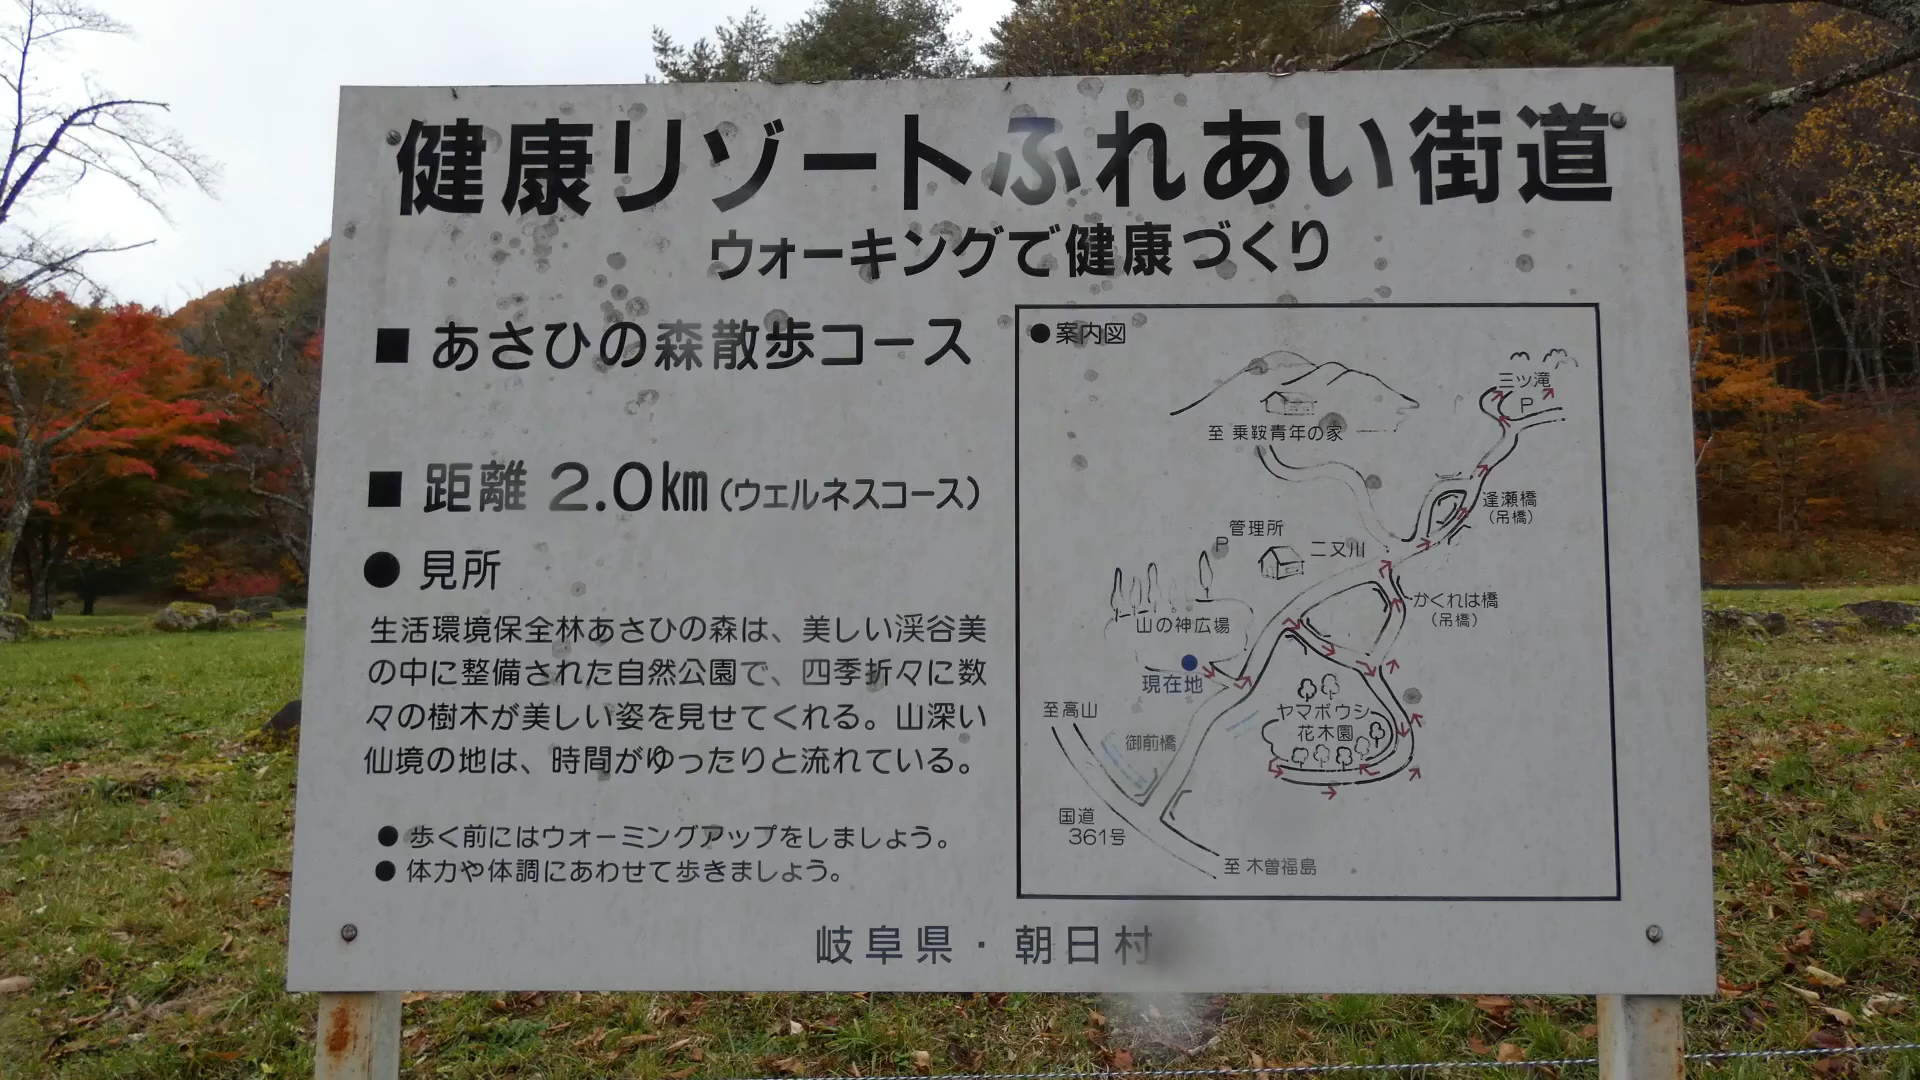 健康リゾートふれあい街道
ウォーキングで健康づくり
■ あさひの森散歩コース
■ 距離 2.0㎞(ウェルネスコース)
● 見所
生活環境保全林あさひの森は、美しい渓谷美
の中に整備された自然公園で、四季折々に数
々の樹木が美しい姿を見せてくれる。山深い
仙境の地は、時間がゆったりと流れている。
● 歩く前にはウォーミングアップをしましょう。
● 体力や体調にあわせて歩きましょう。
●案内図
三ツ滝
P
至 乗鞍青年の家
逢瀬橋
(吊橋)
管理所
P
二又川
かくれは橋
(吊橋)
山の神広場
現在地
至高山
ヤマボウシ
花木園
御前橋
国道
361号
至 木曽福島
岐阜県・朝日村